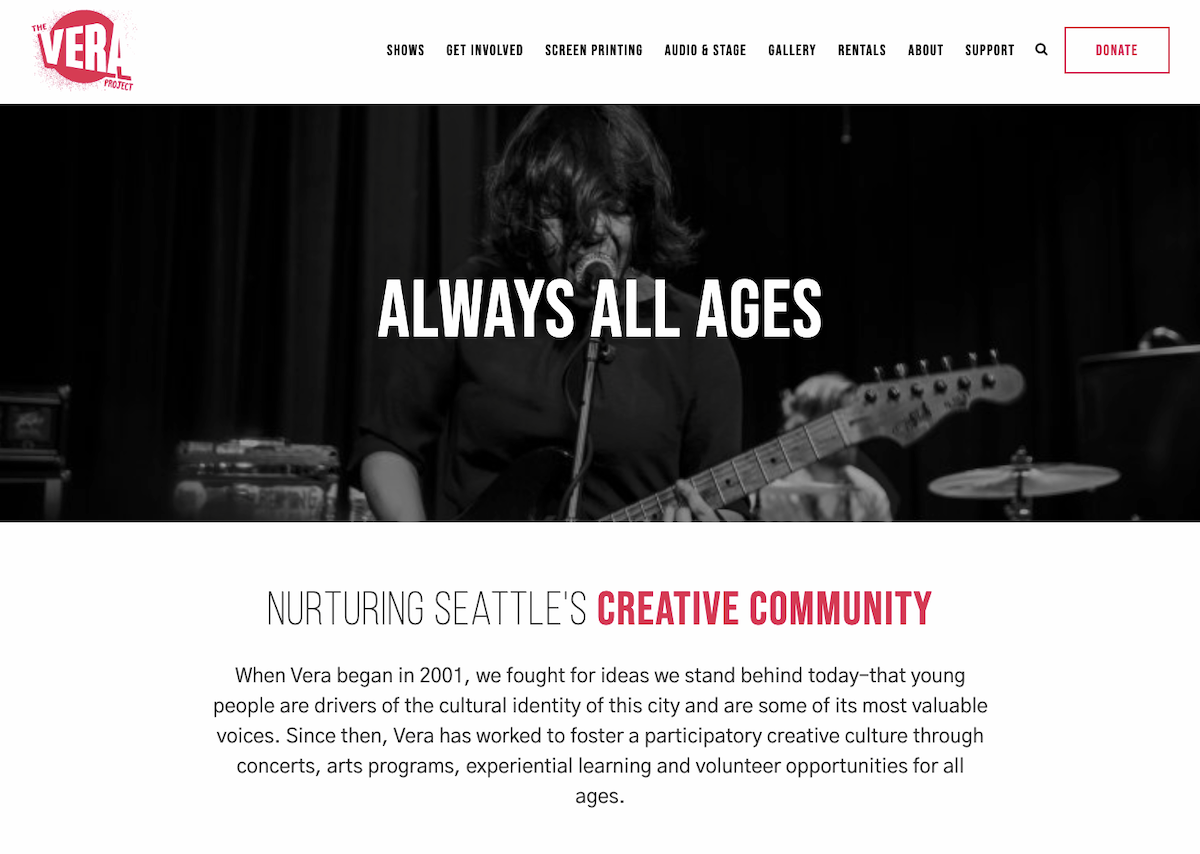 THE
VERA
PROJECT
SHOWS GET INVOLVED SCREEN PRINTING AUDIO & STAGE GALLERY RENTALS ABOUT SUPPORT DONATE
ALWAYS ALL AGES
NURTURING SEATTLE'S CREATIVE COMMUNITY
When Vera began in 2001, we fought for ideas we stand behind today–that young
people are drivers of the cultural identity of this city and are some of its most valuable
voices. Since then, Vera has worked to foster a participatory creative culture through
concerts, arts programs, experiential learning and volunteer opportunities for all
ages.